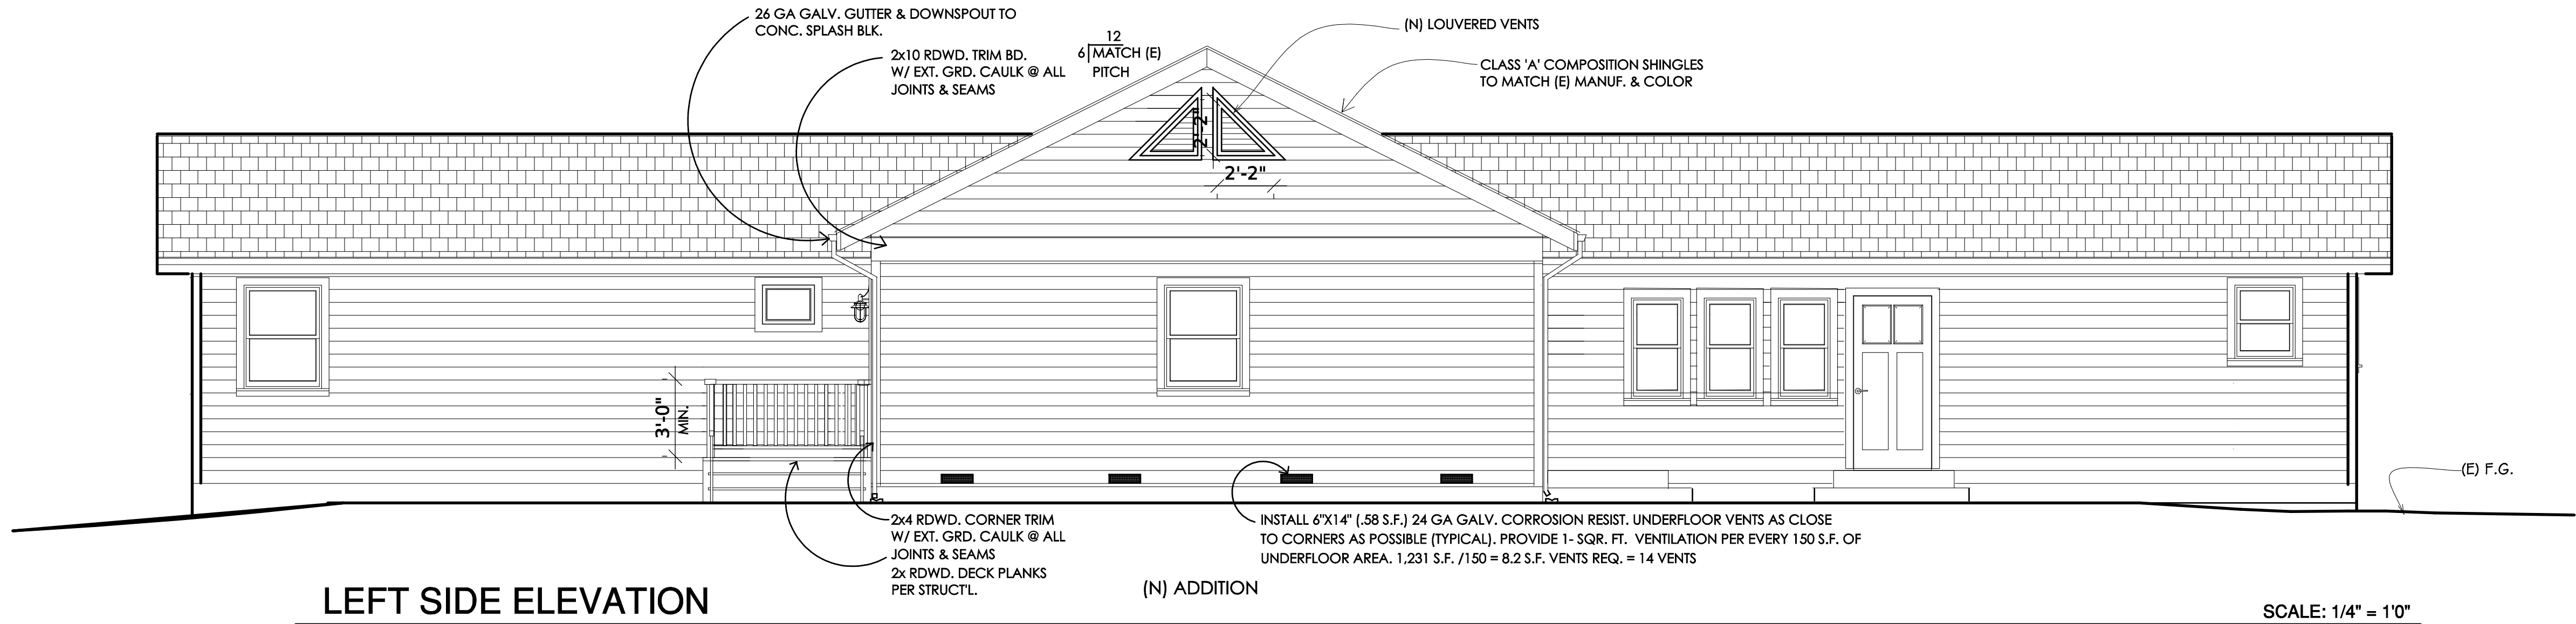 26 GA GALV. GUTTER & DOWNSPOUT TO
CONC. SPLASH BLK.
2x10 RDWD. TRIM BD.
W/ EXT. GRD. CAULK @ ALL
JOINTS & SEAMS
12
6 MATCH (E)
PITCH
(N) LOUVERED VENTS
CLASS 'A' COMPOSITION SHINGLES
TO MATCH (E) MANUF. & COLOR
2'-2"
2'-2"
3'-0"
MIN.
(E) F.G.
2x4 RDWD. CORNER TRIM
W/ EXT. GRD. CAULK @ ALL
JOINTS & SEAMS
2x RDWD. DECK PLANKS
PER STRUCT'L.
INSTALL 6"X14" (.58 S.F.) 24 GA GALV. CORROSION RESIST. UNDERFLOOR VENTS AS CLOSE
TO CORNERS AS POSSIBLE (TYPICAL). PROVIDE 1- SQR. FT. VENTILATION PER EVERY 150 S.F. OF
UNDERFLOOR AREA. 1,231 S.F. /150 = 8.2 S.F. VENTS REQ. = 14 VENTS
(N) ADDITION
LEFT SIDE ELEVATION
SCALE: 1/4" = 1'0"